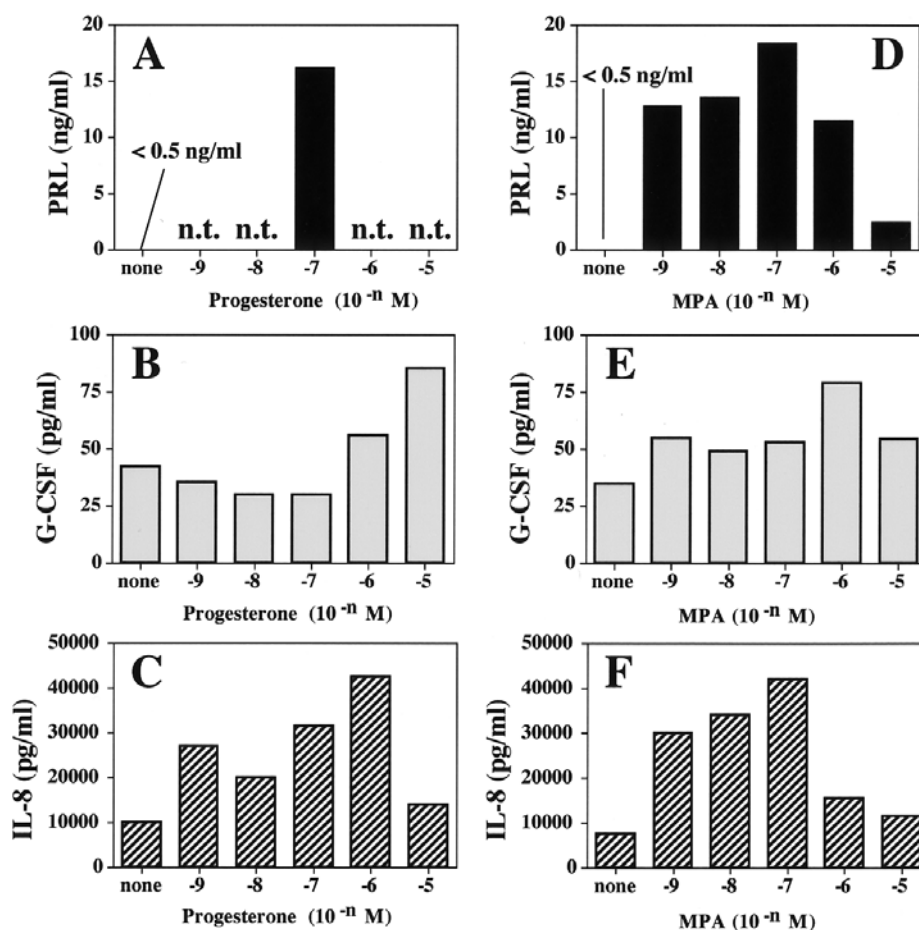 A
PRL (ng/ml)
20
15
10
5
0
< 0.5 ng/ml
n.t. n.t. n.t. n.t.
none -9 -8 -7 -6 -5
Progesterone (10 -n M)
D
PRL (ng/ml)
20
15
10
5
0
< 0.5 ng/ml
none -9 -8 -7 -6 -5
MPA (10 -n M)
B
G-CSF (pg/ml)
100
75
50
25
0
none -9 -8 -7 -6 -5
Progesterone (10 -n M)
E
G-CSF (pg/ml)
100
75
50
25
0
none -9 -8 -7 -6 -5
MPA (10 -n M)
C
IL-8 (pg/ml)
50000
40000
30000
20000
10000
0
none -9 -8 -7 -6 -5
Progesterone (10 -n M)
F
IL-8 (pg/ml)
50000
40000
30000
20000
10000
0
none -9 -8 -7 -6 -5
MPA (10 -n M)